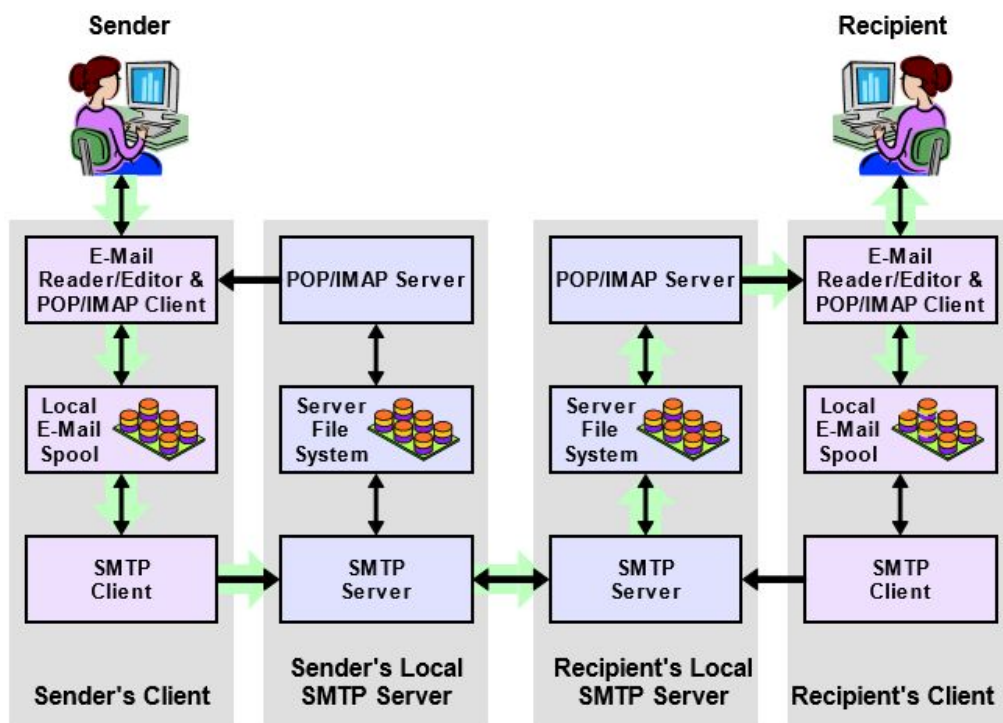 Sender
Recipient
E-Mail
Reader/Editor &
POP/IMAP Client
POP/IMAP Server
POP/IMAP Server
E-Mail
Reader/Editor &
POP/IMAP Client
Local
E-Mail
Spool
Server
File
System
Server
File
System
Local
E-Mail
Spool
SMTP
Client
SMTP
Server
SMTP
Server
SMTP
Client
Sender's Client
Sender's Local
SMTP Server
Recipient's Local
SMTP Server
Recipient's Client